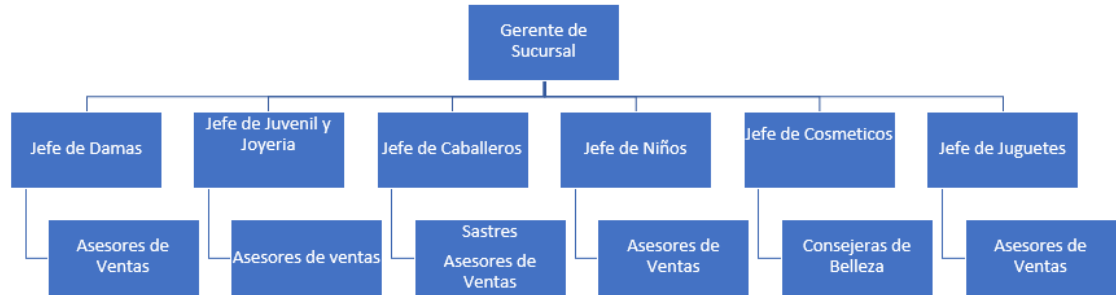 Gerente de
Sucursal
Jefe de Damas
Jefe de Juvenil y
Joyeria
Jefe de Caballeros
Jefe de Niños
Jefe de Cosmeticos
Jefe de Juguetes
Asesores de
Ventas
Asesores de ventas
Sastres
Asesores de
Ventas
Asesores de
Ventas
Consejeras de
Belleza
Asesores de
Ventas